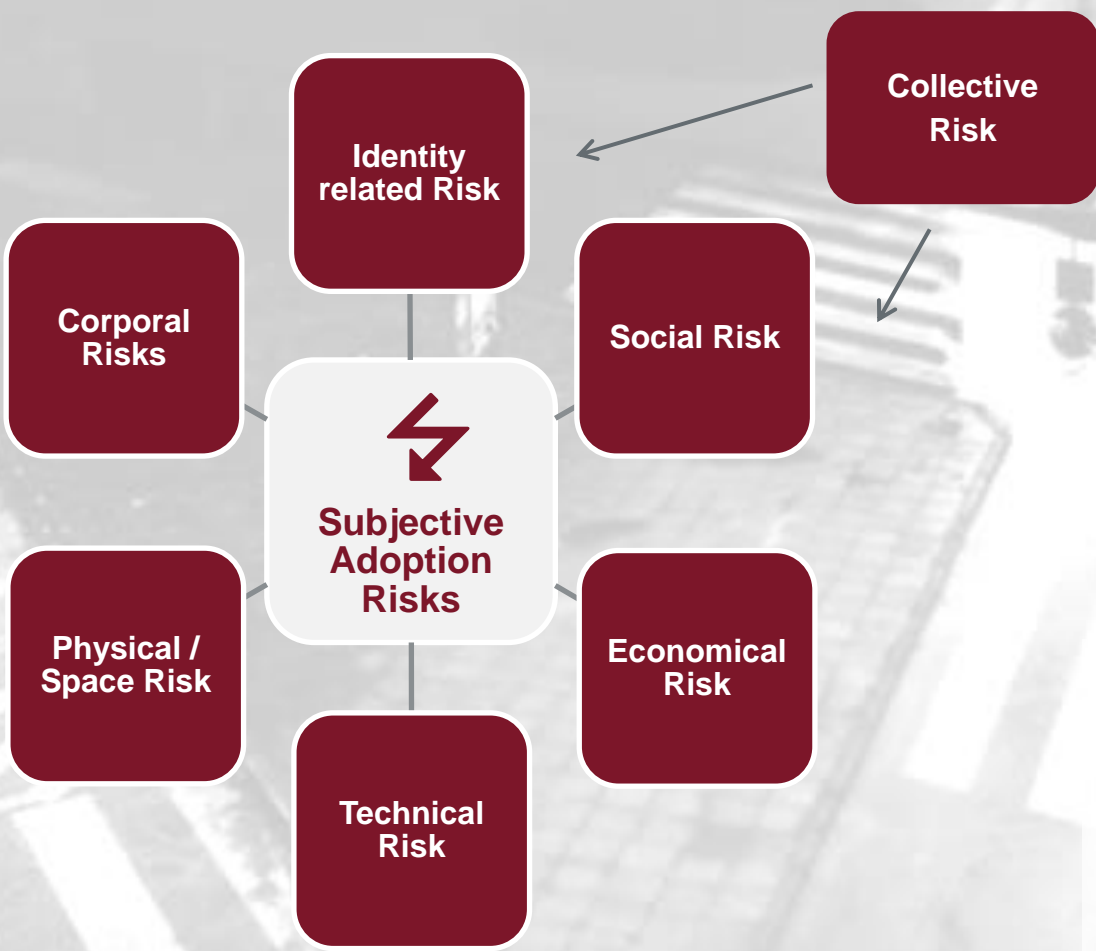 Collective
Risk
Identity
related Risk
Corporal
Risks
Social Risk
Subjective
Adoption
Risks
Physical /
Space Risk
Economical
Risk
Technical
Risk